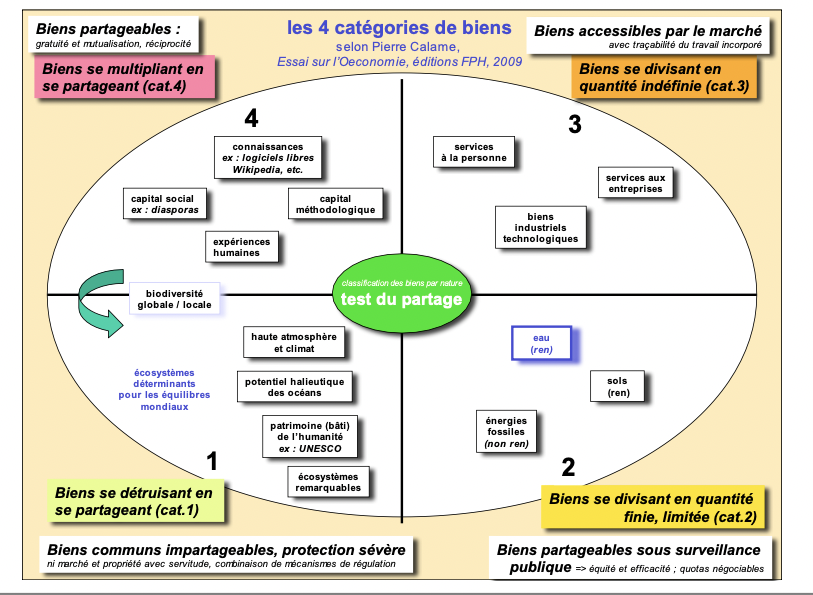 les 4 catégories de biens
selon Pierre Calame,
Essai sur l'Oeconomie, éditions FPH, 2009
Biens partageables :
gratuité et mutualisation, réciprocité
Biens se multipliant en
se partageant (cat.4)
Biens accessibles par le marché
avec traçabilité du travail incorporé
Biens se divisant en
quantité indéfinie (cat.3)
4
connaissances
ex : logiciels libres
Wikipedia, etc.
capital social
ex : diasporas
capital
méthodologique
expériences
humaines
3
services
à la personne
services aux
entreprises
biens
industriels
technologiques
classification des biens par nature
test du partage
biodiversité
globale / locale
haute atmosphère
et climat
écosystèmes
déterminants
pour les équilibres
mondiaux
potentiel halieutique
des océans
patrimoine (bâti)
de l'humanité
ex : UNESCO
écosystèmes
remarquables
1
Biens se détruisant en
se partageant (cat.1)
Biens communs impartageables, protection sévère
ni marché et propriété avec servitude, combinaison de mécanismes de régulation
eau
(ren)
sols
(ren)
énergies
fossiles
(non ren)
2
Biens se divisant en quantité
finie, limitée (cat.2)
Biens partageables sous surveillance
publique => équité et efficacité ; quotas négociables